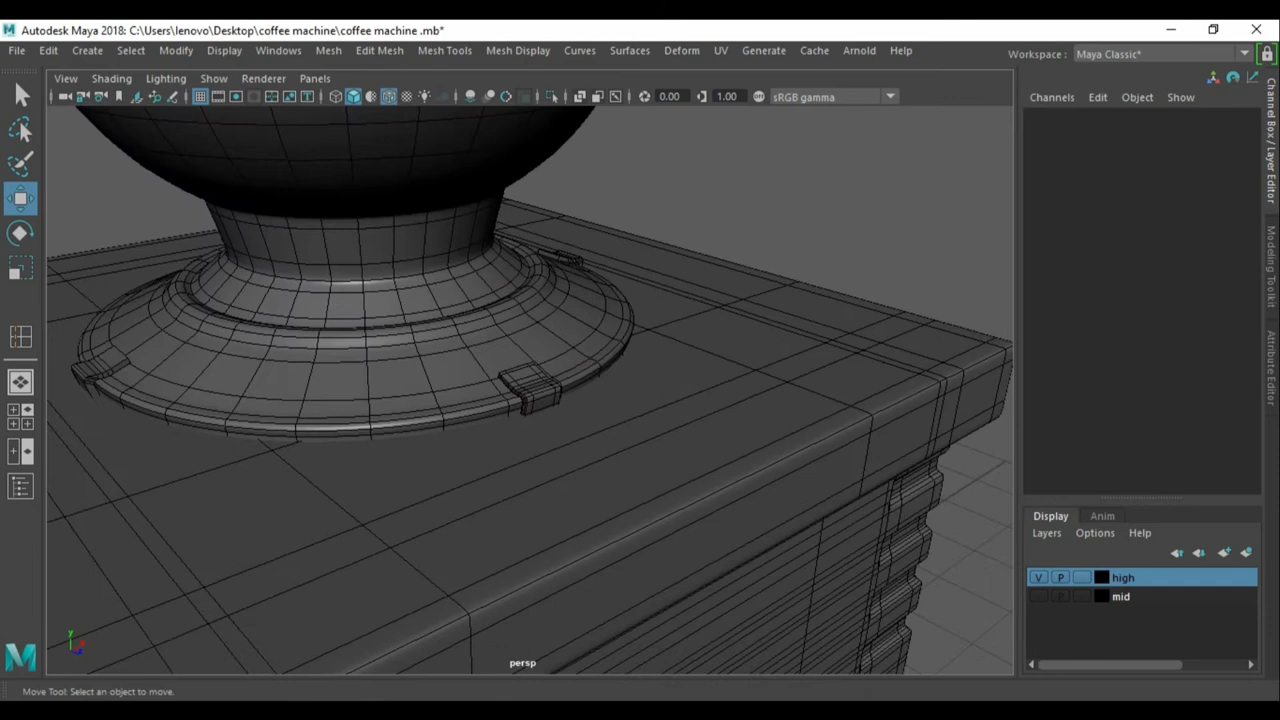 Autodesk Maya 2018: C:\Users\lenovo\Desktop\coffee machine\coffee machine .mb*
File Edit Create Select Modify Display Windows Mesh Edit Mesh Mesh Tools Mesh Display Curves Surfaces Deform UV Generate Cache Arnold Help
Workspace : Maya Classic*
View Shading Lighting Show Renderer Panels
0.00 1.00 sRGB gamma
Channels Edit Object Show
Channel Box / Layer Editor
Modeling Toolkit
Attribute Editor
Display Anim
Layers Options Help
V P high
P mid
y
persp
Move Tool: Select an object to move.